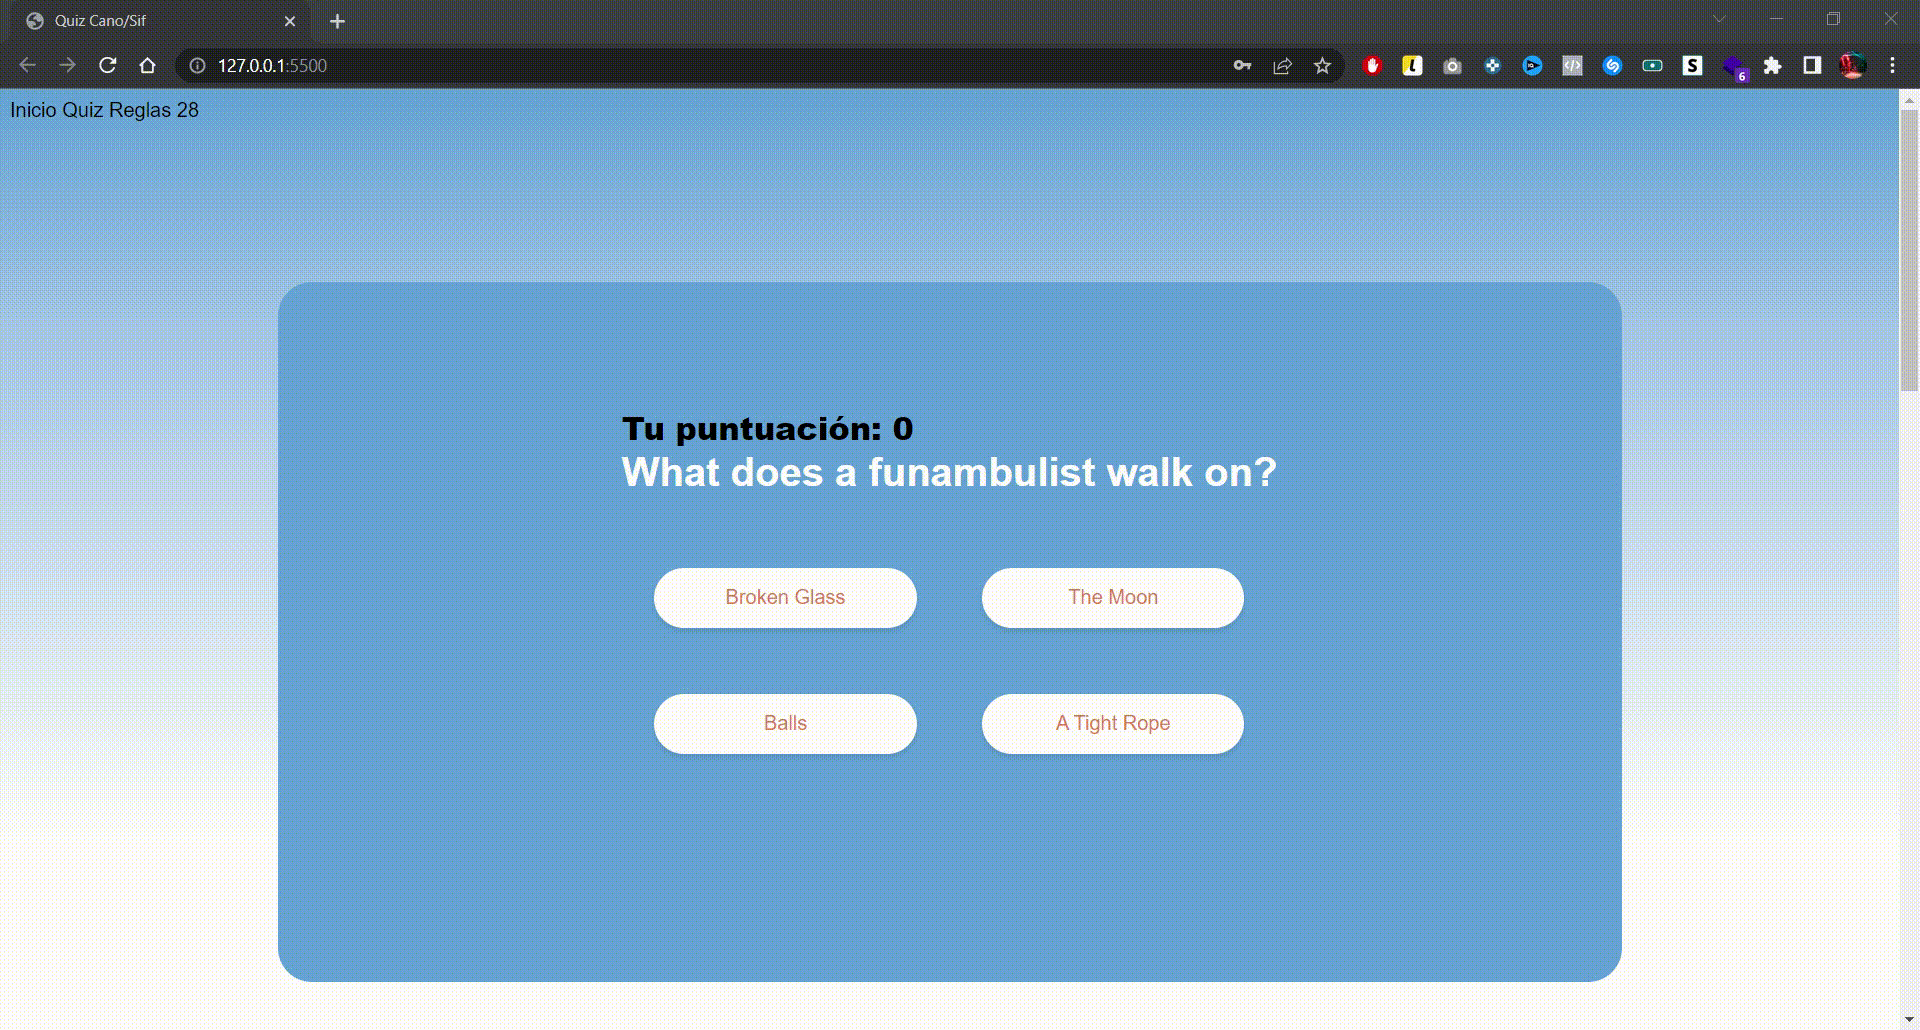 Quiz Cano/Sif
127.0.0.1:5500
6
Inicio Quiz Reglas 28
Tu puntuación: 0
What does a funambulist walk on?
Broken Glass
The Moon
Balls
A Tight Rope